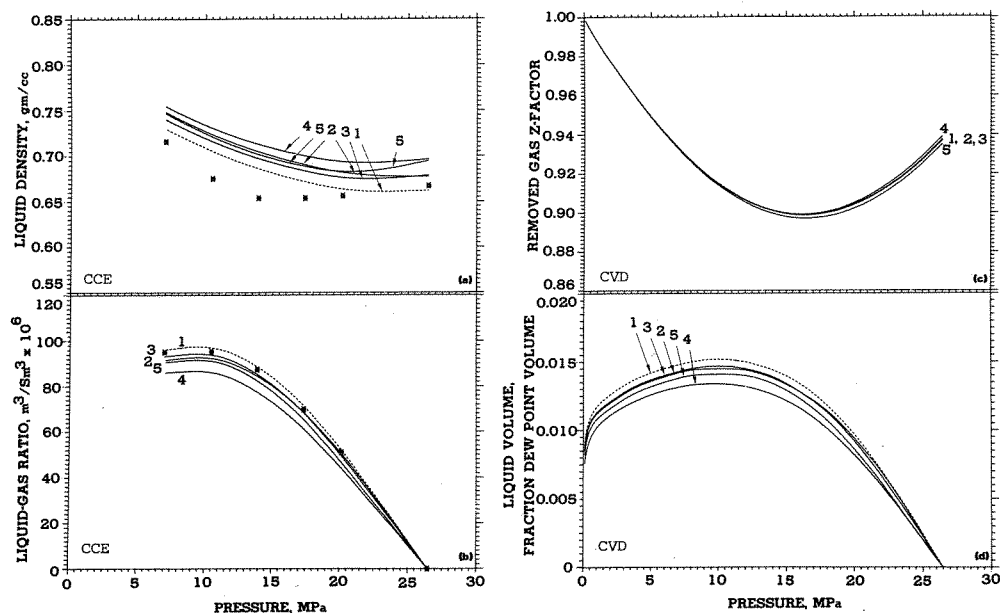 0.85
0.80
0.75
0.70
0.65
0.60
0.55
LIQUID DENSITY, gm/cc
4 5 2 3 1
5
CCE
(a)
1.00
0.98
0.96
0.94
0.92
0.90
0.88
0.86
REMOVED GAS Z-FACTOR
4
1, 2, 3
5
CVD
(c)
120
100
80
60
40
20
0
LIQUID-GAS RATIO, m³/Sm³ x 10⁶
1
3
2
5
4
CCE
(b)
0 5 10 15 20 25 30
PRESSURE, MPa
0.020
0.015
0.010
0.005
0.000
LIQUID VOLUME,
FRACTION DEW POINT VOLUME
1 3 2 5 4
CVD
(d)
0 5 10 15 20 25 30
PRESSURE, MPa